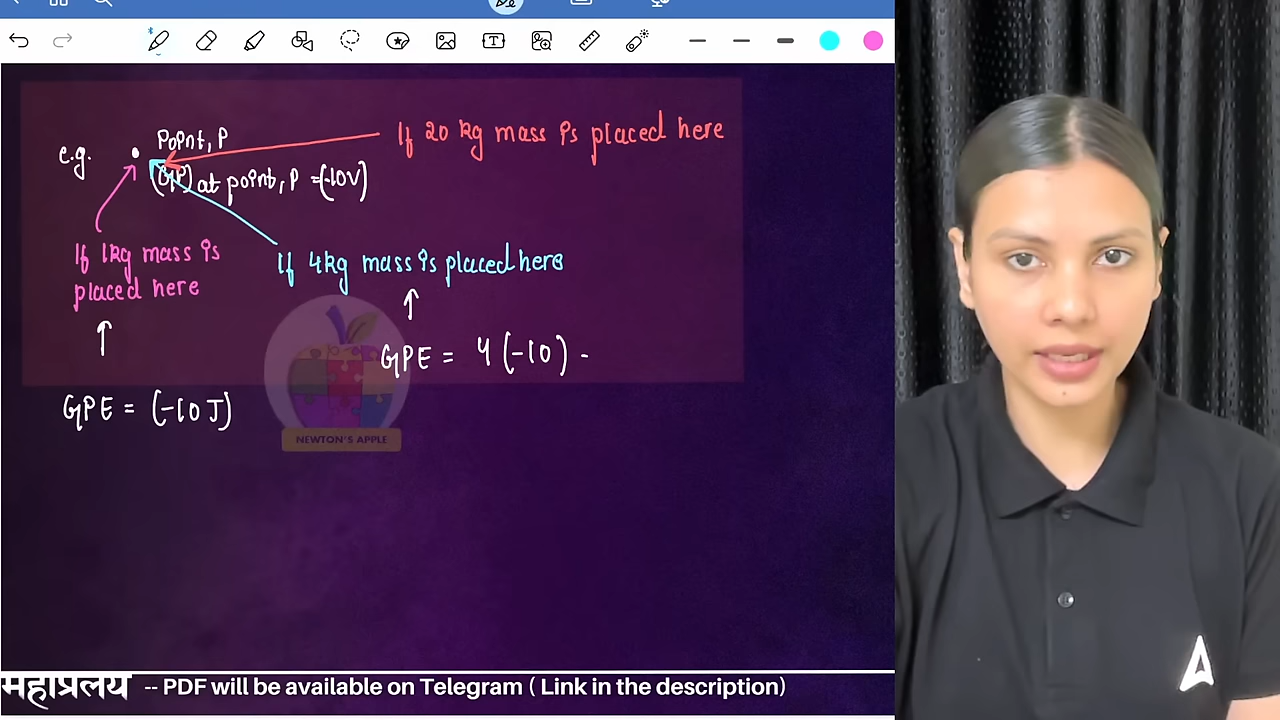 Point, P
If 20 kg mass is placed here
e.g.
(GP) at point, P = (-10V)
If 1kg mass is
placed here
If 4kg mass is placed here
GPE = 4 (-10) -
GPE = (-10 J)
NEWTON'S APPLE
महाप्रलय -- PDF will be available on Telegram ( Link in the description)